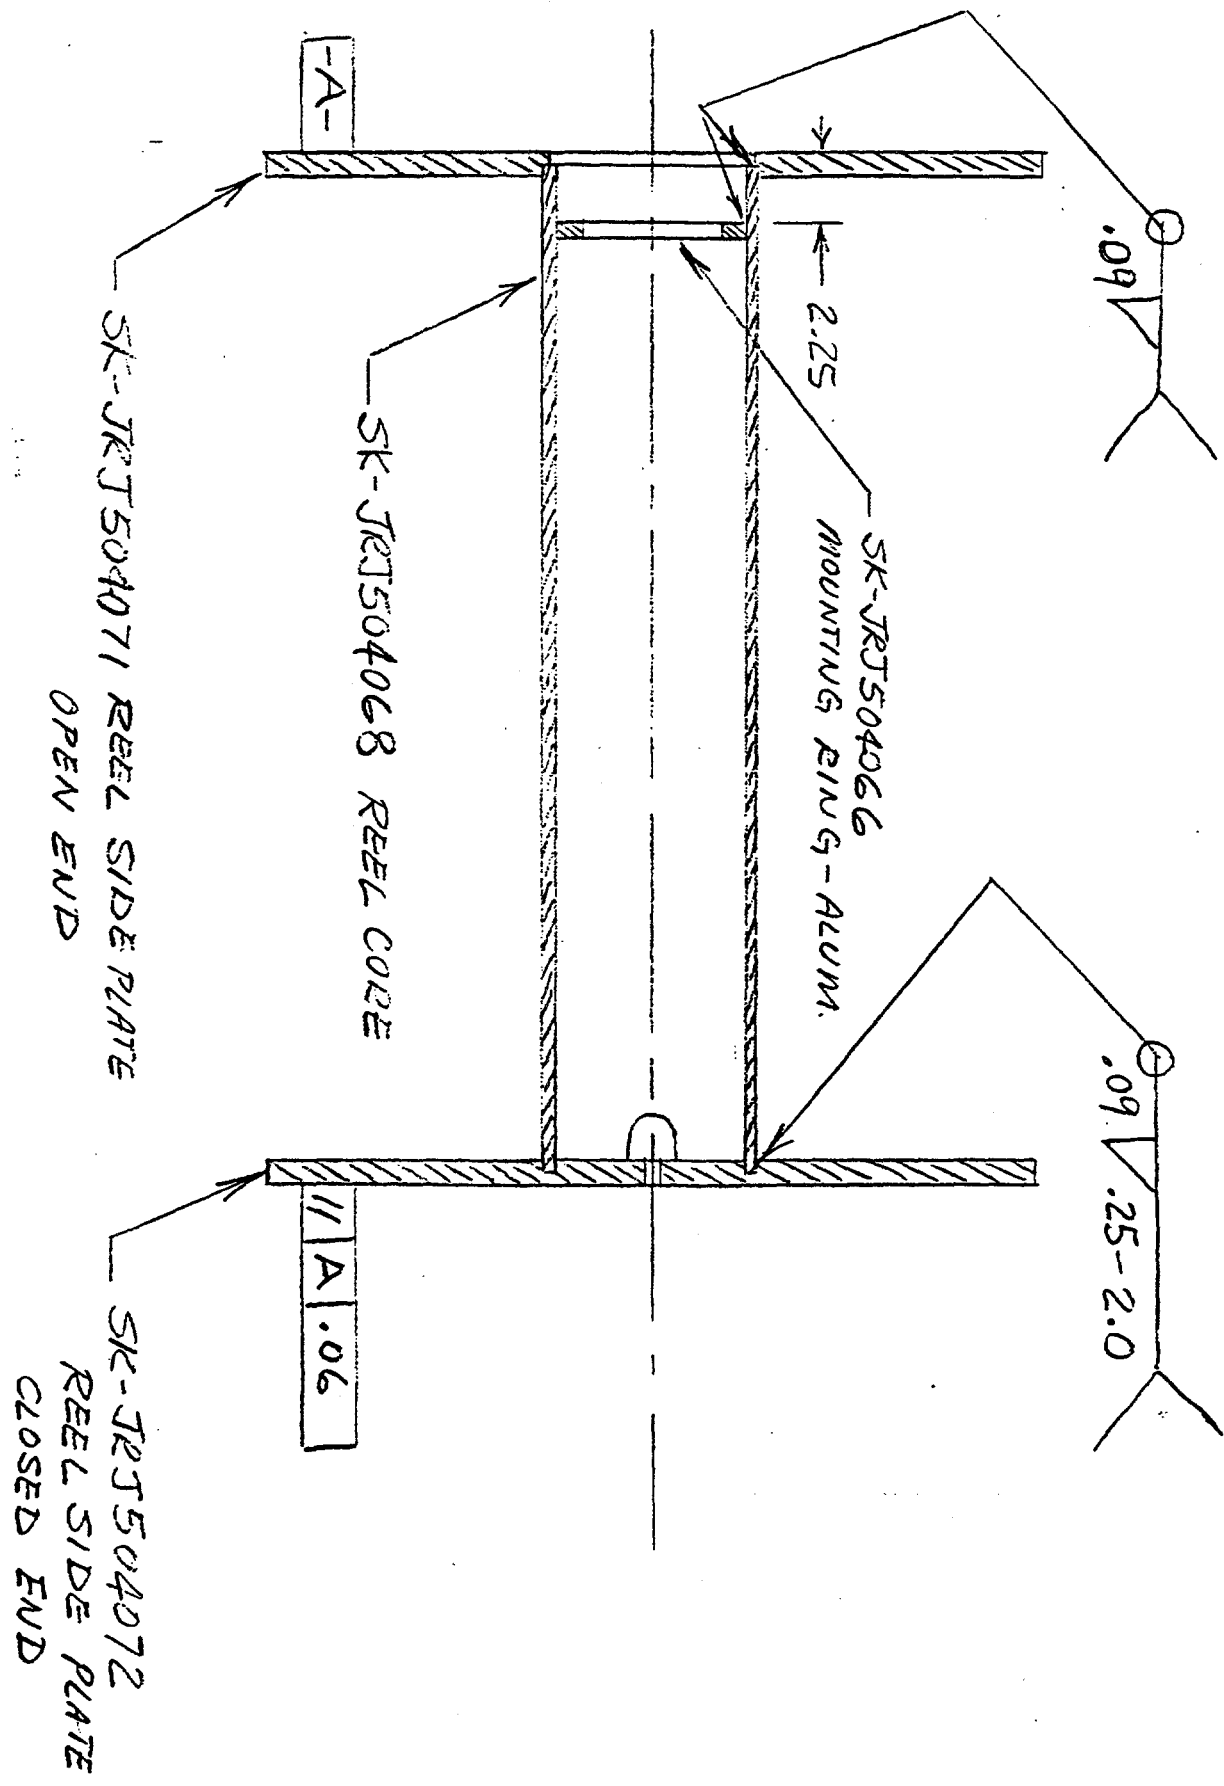 .09
.09 .25-2.0
2.25
SK-JRJ504066
MOUNTING RING-ALUM.
SK-JRJ504068 REEL CORE
-A-
// A .06
SK-JRJ504071 REEL SIDE PLATE
OPEN END
SK-JRJ504072
REEL SIDE PLATE
CLOSED END